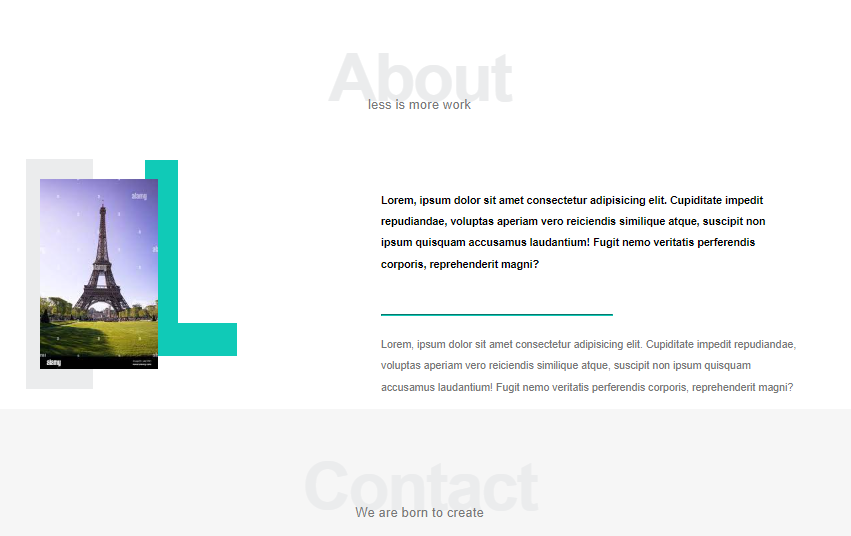 About
less is more work
alamy
Lorem, ipsum dolor sit amet consectetur adipisicing elit. Cupiditate impedit
repudiandae, voluptas aperiam vero reiciendis similique atque, suscipit non
ipsum quisquam accusamus laudantium! Fugit nemo veritatis perferendis
corporis, reprehenderit magni?
alamy
Lorem, ipsum dolor sit amet consectetur adipisicing elit. Cupiditate impedit repudiandae,
voluptas aperiam vero reiciendis similique atque, suscipit non ipsum quisquam
accusamus laudantium! Fugit nemo veritatis perferendis corporis, reprehenderit magni?
Contact
We are born to create